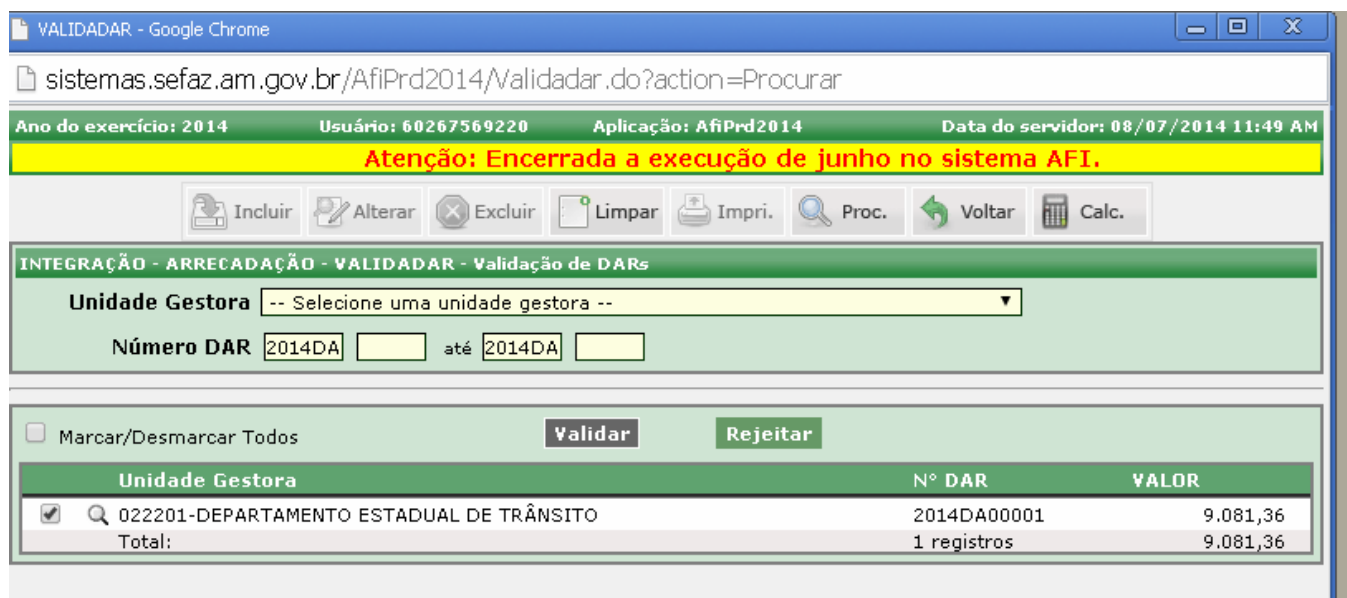 VALIDADAR - Google Chrome
sistemas.sefaz.am.gov.br/AfiPrd2014/Validadar.do?action=Procurar
Ano do exercício: 2014 Usuário: 60267569220 Aplicação: AfiPrd2014 Data do servidor: 08/07/2014 11:49 AM
Atenção: Encerrada a execução de junho no sistema AFI.
Incluir Alterar Excluir Limpar Impri. Proc. Voltar Calc.
INTEGRAÇÃO - ARRECADAÇÃO - VALIDADAR - Validação de DARs
Unidade Gestora -- Selecione uma unidade gestora --
Número DAR 2014DA até 2014DA
Marcar/Desmarcar Todos Validar Rejeitar
Unidade Gestora N° DAR VALOR
022201-DEPARTAMENTO ESTADUAL DE TRÂNSITO 2014DA00001 9.081,36
Total: 1 registros 9.081,36